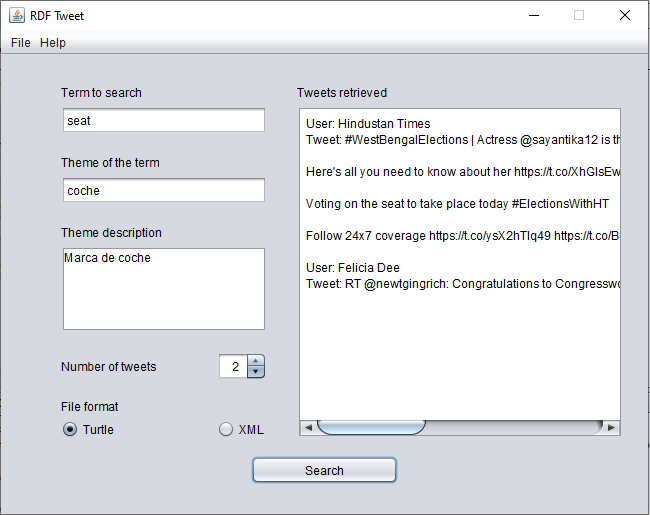 RDF Tweet
File Help
Term to search
seat
Theme of the term
coche
Theme description
Marca de coche
Number of tweets 2
File format
Turtle XML
Tweets retrieved
User: Hindustan Times
Tweet: #WestBengalElections | Actress @sayantika12 is th
Here's all you need to know about her https://t.co/XhGlsEw
Voting on the seat to take place today #ElectionsWithHT
Follow 24x7 coverage https://t.co/ysX2hTlq49 https://t.co/B
User: Felicia Dee
Tweet: RT @newtgingrich: Congratulations to Congresswo
Search